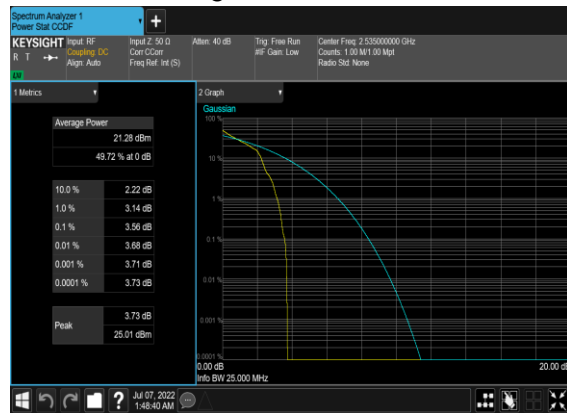 Spectrum Analyzer 1
Power Stat CCDF
+
KEYSIGHT Input: RF Input Z: 50 Ω Atten: 40 dB Trig: Free Run Center Freq: 2.535000000 GHz
R T Coupling: DC Corr CCorr #IF Gain: Low Counts: 1.00 M/1.00 Mpt
Align: Auto Freq Ref: Int (S) Radio Std: None
1 Metrics
2 Graph
Gaussian
Average Power
21.28 dBm
49.72 % at 0 dB
10.0 % 2.22 dB
1.0 % 3.14 dB
0.1 % 3.56 dB
0.01 % 3.68 dB
0.001 % 3.71 dB
0.0001 % 3.73 dB
Peak 3.73 dB
25.01 dBm
100 %
10 %
1 %
0.1 %
0.01 %
0.001 %
0.0001 %
0.00 dB 20.00 dB
Info BW 25.000 MHz
? Jul 07, 2022
1:48:40 AM